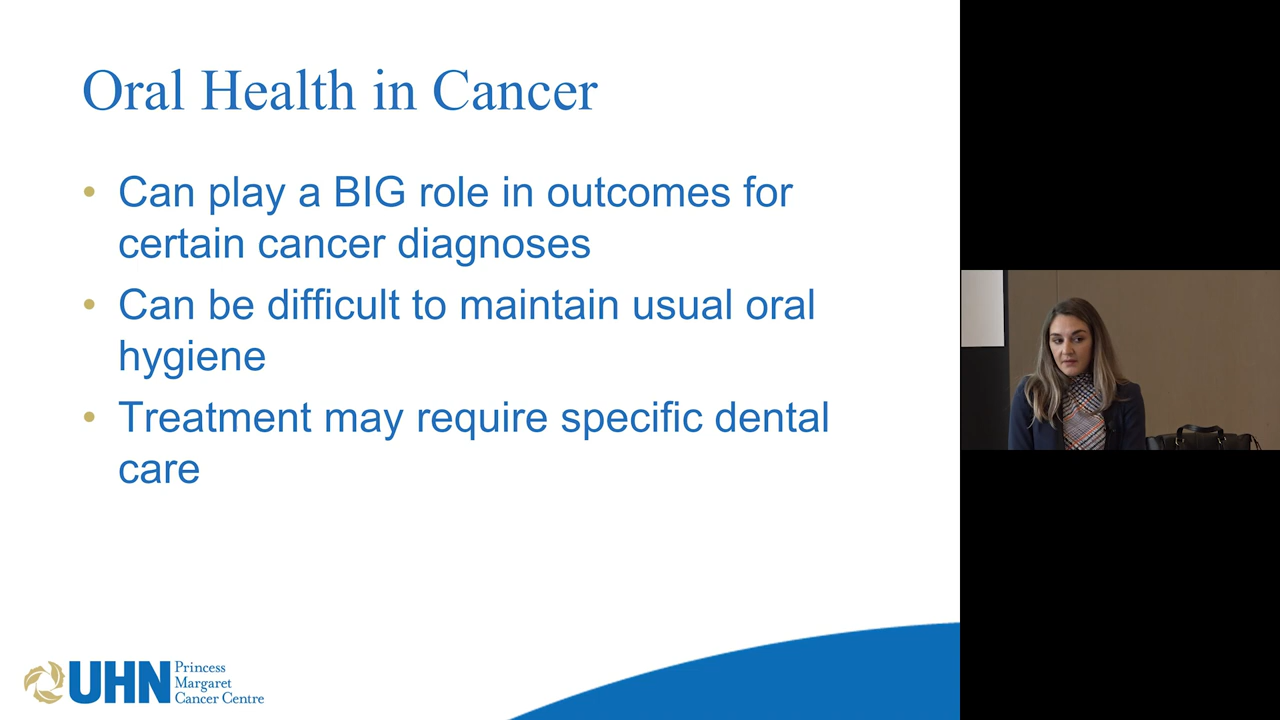 Oral Health in Cancer
• Can play a BIG role in outcomes for
certain cancer diagnoses
• Can be difficult to maintain usual oral
hygiene
• Treatment may require specific dental
care
UHN
Princess
Margaret
Cancer Centre